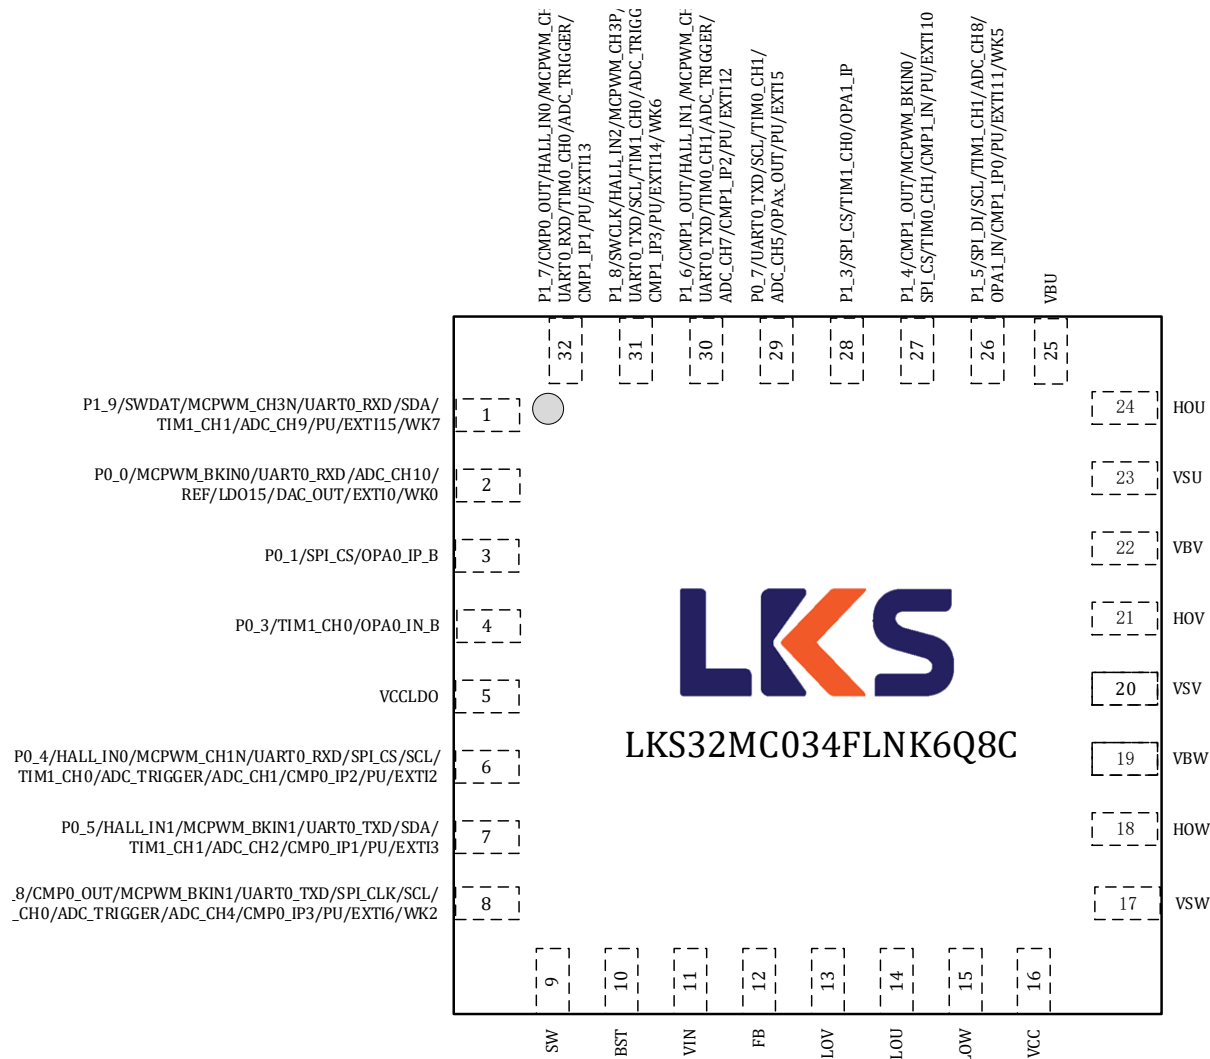 P1_7/CMP0_OUT/HALL_IN0/MCPWM_CH
UART0_RXD/TIM0_CH0/ADC_TRIGGER/
CMP1_IP1/PU/EXTI13
P1_8/SWCLK/HALL_IN2/MCPWM_CH3P/
UART0_TXD/SCL/TIM1_CH0/ADC_TRIGG
CMP1_IP3/PU/EXTI14/WK6
P1_6/CMP1_OUT/HALL_IN1/MCPWM_CH
UART0_TXD/TIM0_CH1/ADC_TRIGGER/
ADC_CH7/CMP1_IP2/PU/EXTI12
P0_7/UART0_TXD/SCL/TIM0_CH1/
ADC_CH5/OPAx_OUT/PU/EXTI5
P1_3/SPI_CS/TIM1_CH0/OPA1_IP
P1_4/CMP1_OUT/MCPWM_BKIN0/
SPI_CS/TIM0_CH1/CMP1_IN/PU/EXTI10
P1_5/SPI_DI/SCL/TIM1_CH1/ADC_CH8/
OPA1_IN/CMP1_IP0/PU/EXTI11/WK5
VBU
32
31
30
29
28
27
26
25
P1_9/SWDAT/MCPWM_CH3N/UART0_RXD/SDA/
TIM1_CH1/ADC_CH9/PU/EXTI15/WK7
1
24
HOU
P0_0/MCPWM_BKIN0/UART0_RXD/ADC_CH10/
REF/LDO15/DAC_OUT/EXTI0/WK0
2
23
VSU
P0_1/SPI_CS/OPA0_IP_B
3
22
VBV
P0_3/TIM1_CH0/OPA0_IN_B
4
21
HOV
VCCLDO
5
20
VSV
P0_4/HALL_IN0/MCPWM_CH1N/UART0_RXD/SPI_CS/SCL/
TIM1_CH0/ADC_TRIGGER/ADC_CH1/CMP0_IP2/PU/EXTI2
6
19
VBW
P0_5/HALL_IN1/MCPWM_BKIN1/UART0_TXD/SDA/
TIM1_CH1/ADC_CH2/CMP0_IP1/PU/EXTI3
7
18
HOW
_8/CMP0_OUT/MCPWM_BKIN1/UART0_TXD/SPI_CLK/SCL/
_CH0/ADC_TRIGGER/ADC_CH4/CMP0_IP3/PU/EXTI6/WK2
8
17
VSW
LKS
LKS32MC034FLNK6Q8C
9
10
11
12
13
14
15
16
SW
BST
VIN
FB
LOV
LOU
LOW
VCC